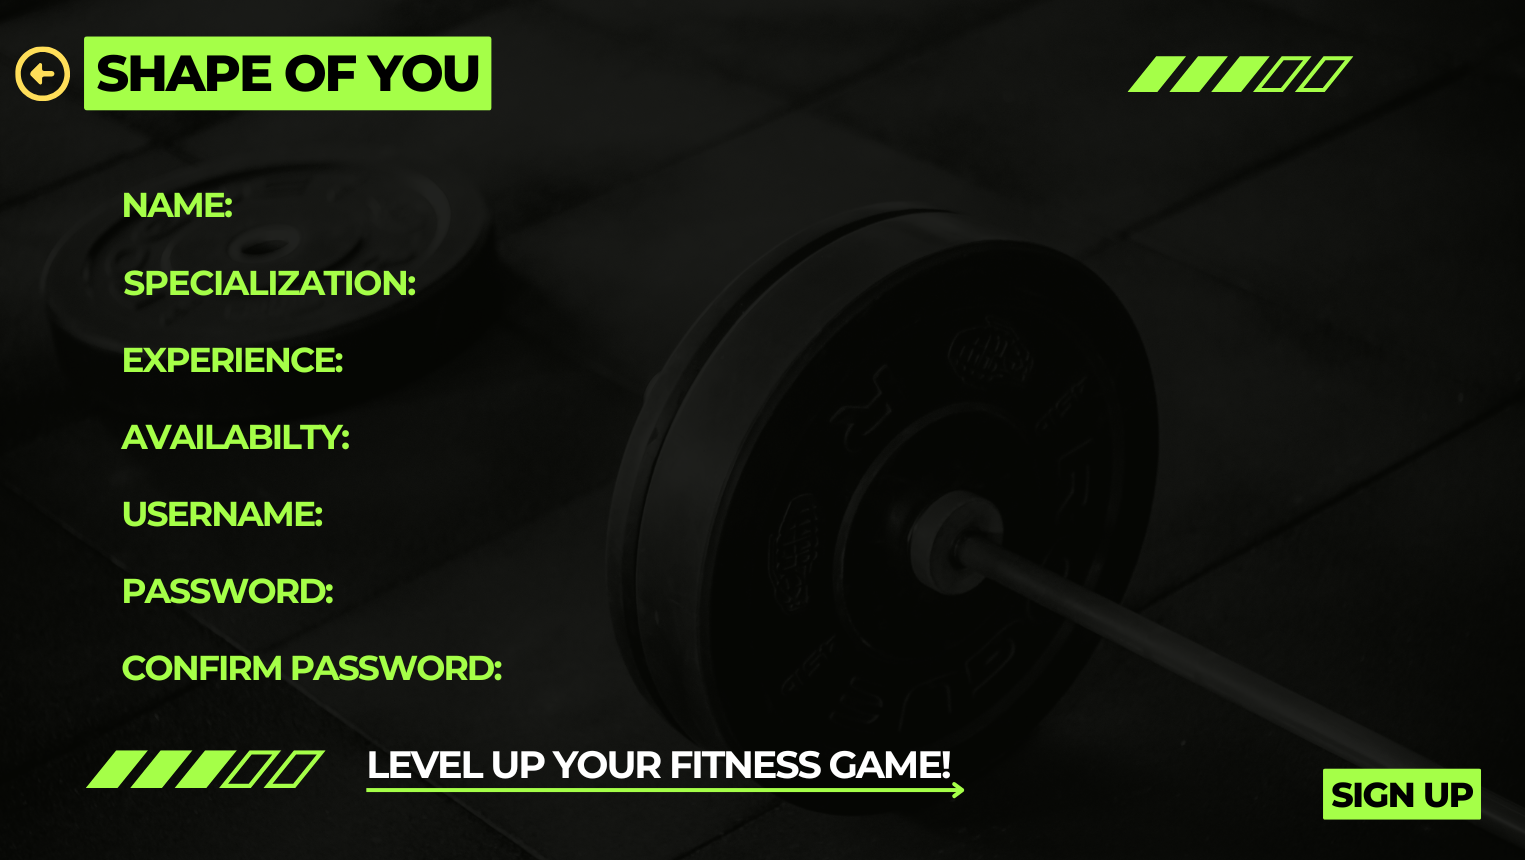 SHAPE OF YOU
NAME:
SPECIALIZATION:
EXPERIENCE:
AVAILABILTY:
USERNAME:
PASSWORD:
CONFIRM PASSWORD:
LEVEL UP YOUR FITNESS GAME!
SIGN UP